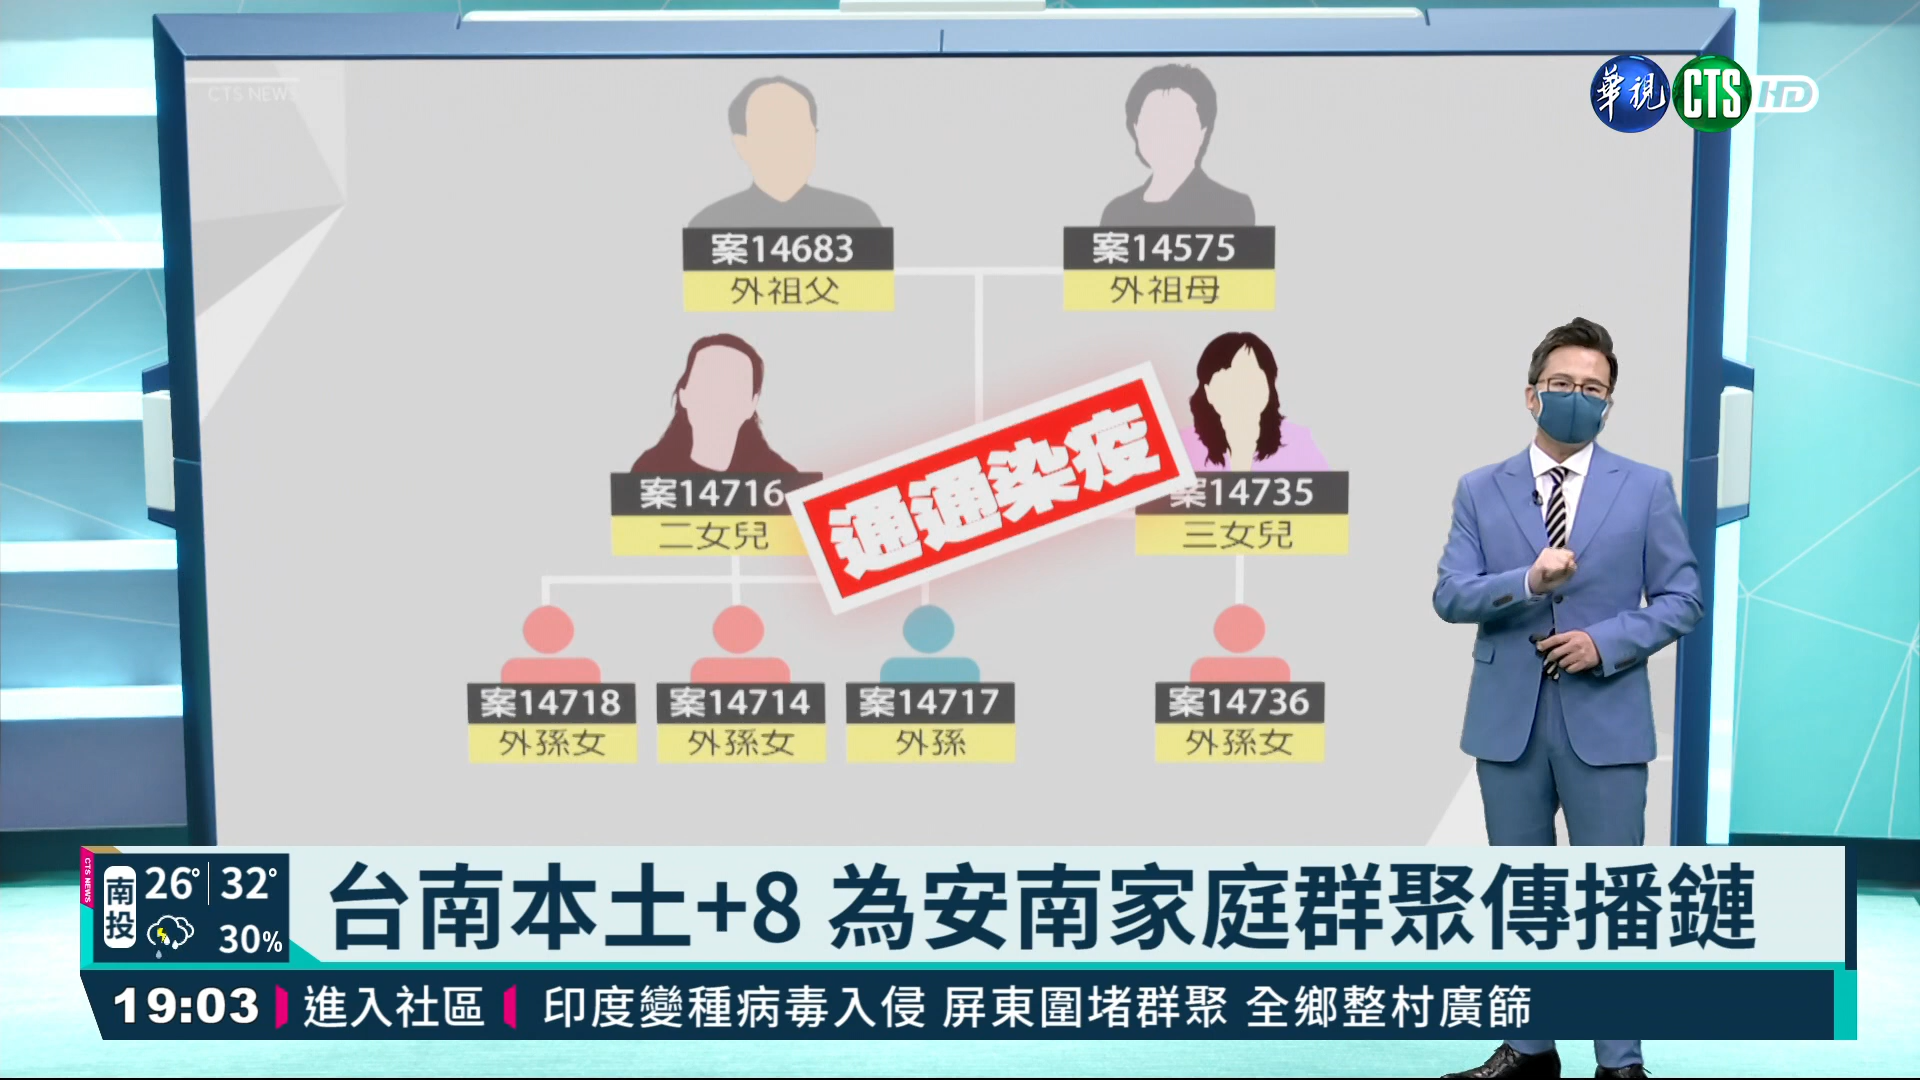 CTS NEWS
華視 CTS HD
案14683
外祖父
案14575
外祖母
案14716
二女兒
通通染疫
案14735
三女兒
案14718
外孫女
案14714
外孫女
案14717
外孫
案14736
外孫女
CTS NEWS
南投
26° 32°
30%
台南本土+8 為安南家庭群聚傳播鏈
19:03 進入社區 印度變種病毒入侵 屏東圍堵群聚 全鄉整村廣篩